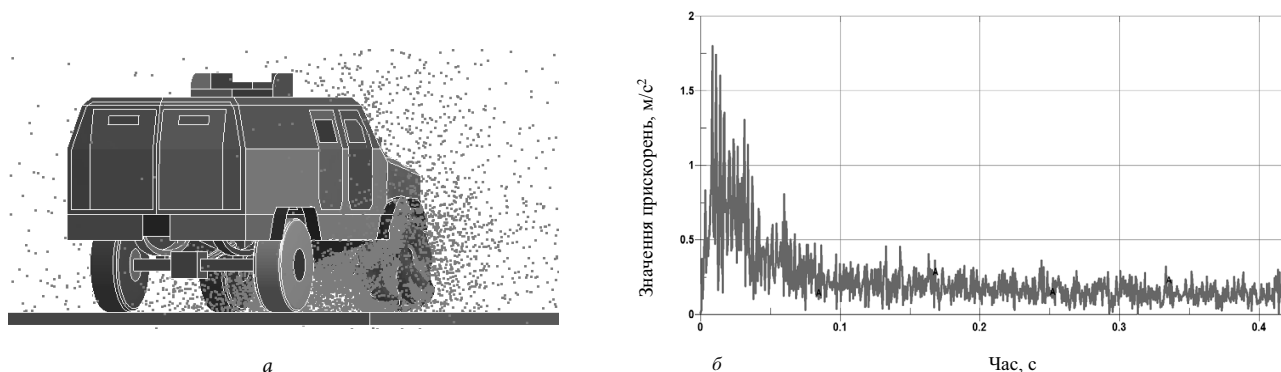 2
1.5
1
0.5
0
Значення прискорень, м/с²
A
A
A
A
0
0.1
0.2
0.3
0.4
а
б
Час, с